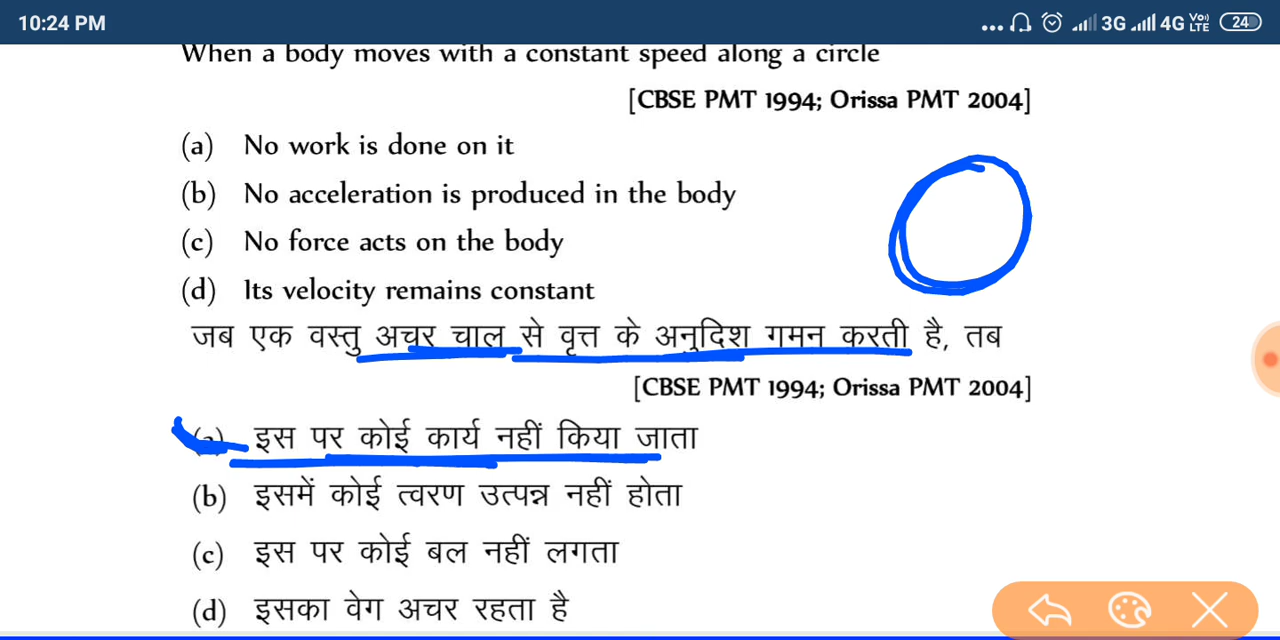 10:24 PM ... 3G 4G Vo) LTE 24
When a body moves with a constant speed along a circle
[CBSE PMT 1994; Orissa PMT 2004]
(a) No work is done on it
(b) No acceleration is produced in the body
(c) No force acts on the body
(d) Its velocity remains constant
जब एक वस्तु अचर चाल से वृत्त के अनुदिश गमन करती है, तब
[CBSE PMT 1994; Orissa PMT 2004]
(a) इस पर कोई कार्य नहीं किया जाता
(b) इसमें कोई त्वरण उत्पन्न नहीं होता
(c) इस पर कोई बल नहीं लगता
(d) इसका वेग अचर रहता है